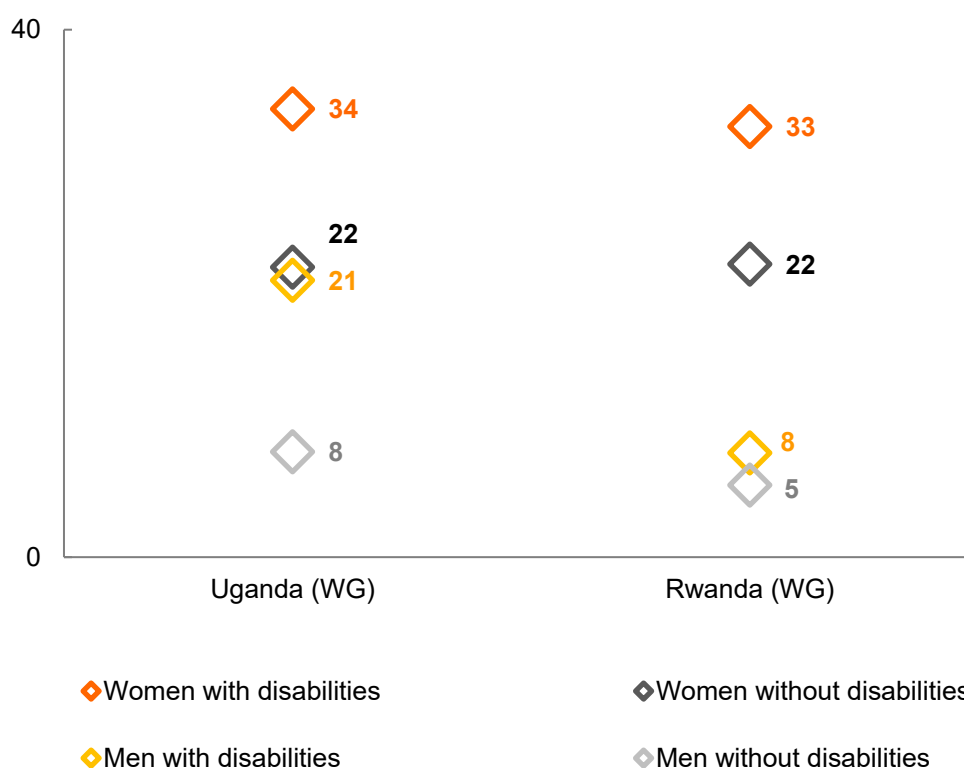 40
34
33
22
22
21
8
8
5
0
Uganda (WG)
Rwanda (WG)
Women with disabilities
Women without disabilities
Men with disabilities
Men without disabilities